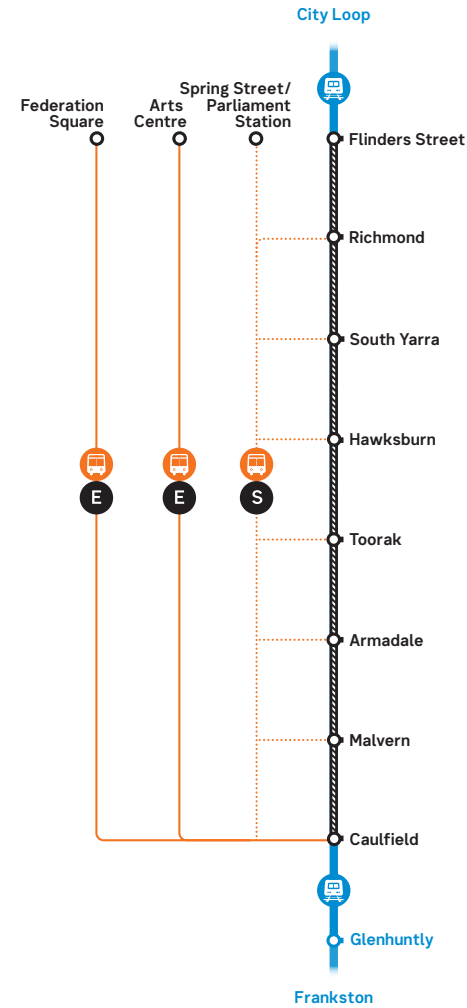 City Loop
Federation
Square
Arts
Centre
Spring Street/
Parliament
Station
Flinders Street
Richmond
South Yarra
Hawksburn
E
E
S
Toorak
Armadale
Malvern
Caulfield
Glenhuntly
Frankston